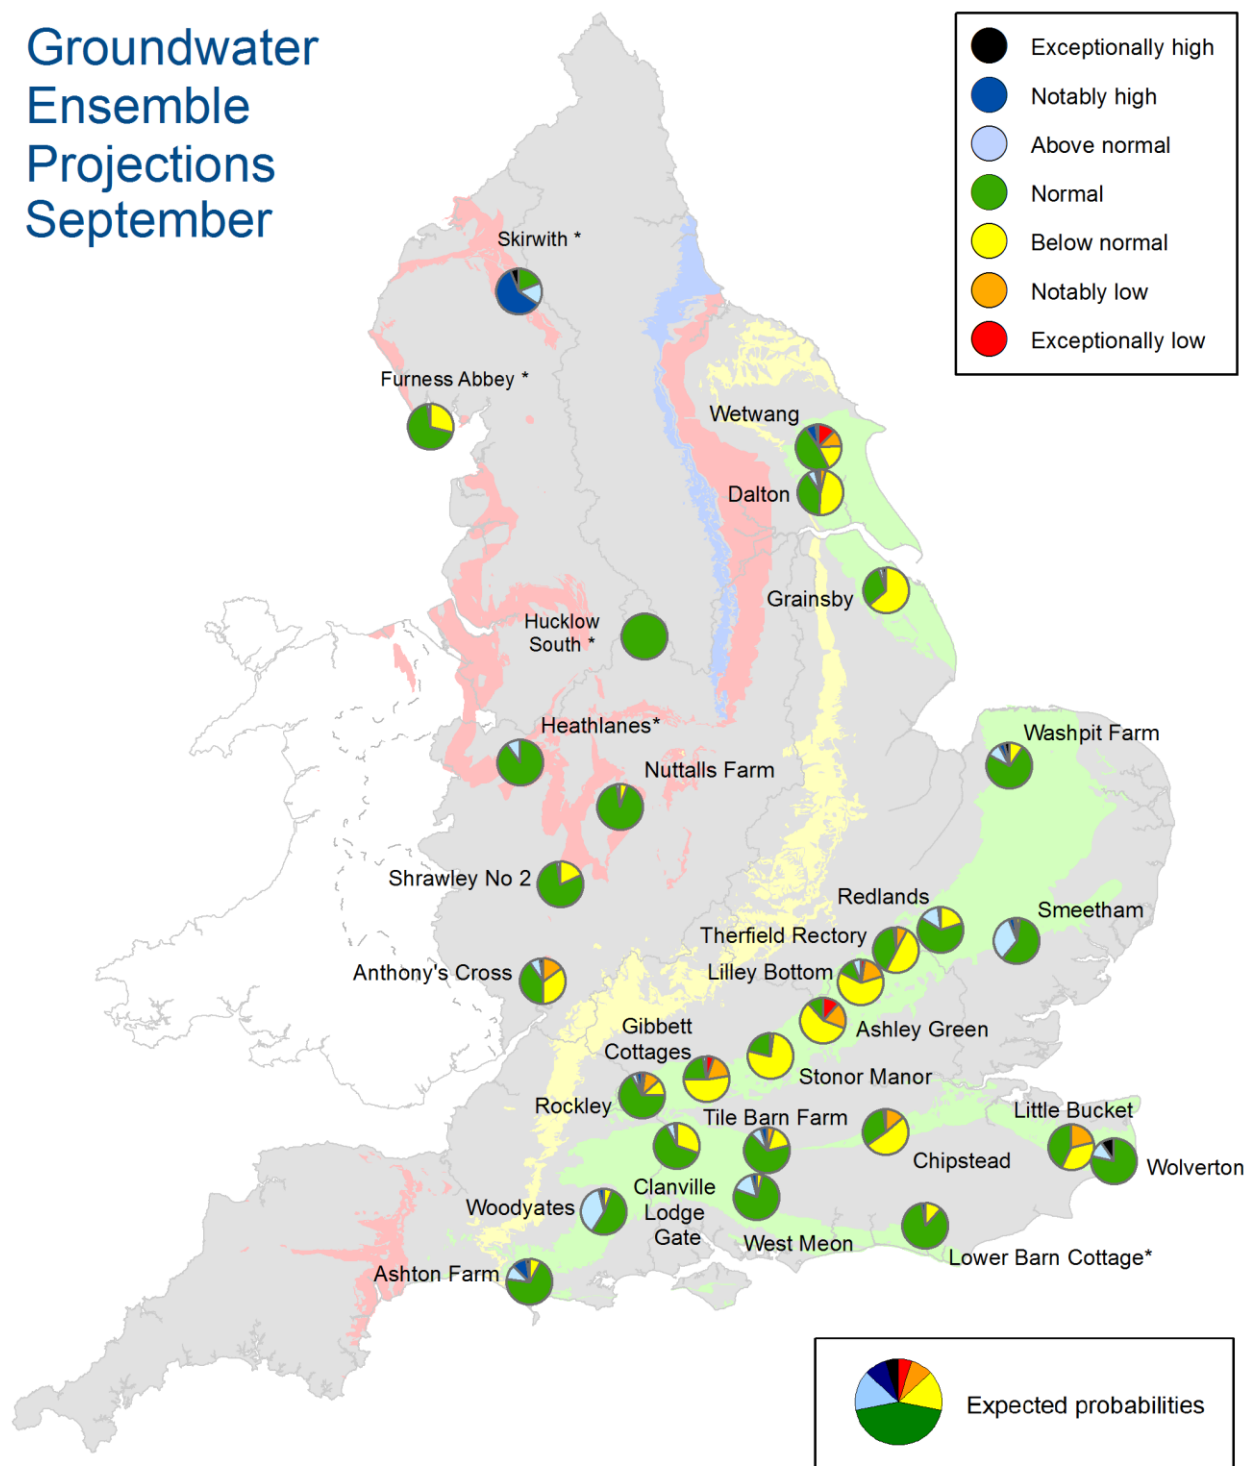 Groundwater
Ensemble
Projections
September
Exceptionally high
Notably high
Above normal
Normal
Below normal
Notably low
Exceptionally low
Skirwith *
Furness Abbey *
Wetwang
Dalton
Grainsby
Hucklow
South *
Heathlanes*
Washpit Farm
Nuttalls Farm
Shrawley No 2
Redlands
Smeetham
Therfield Rectory
Anthony's Cross
Lilley Bottom
Ashley Green
Gibbett
Cottages
Stonor Manor
Rockley
Tile Barn Farm
Little Bucket
Chipstead
Wolverton
Clanville
Lodge
Gate
Woodyates
West Meon
Lower Barn Cottage*
Ashton Farm
Expected probabilities